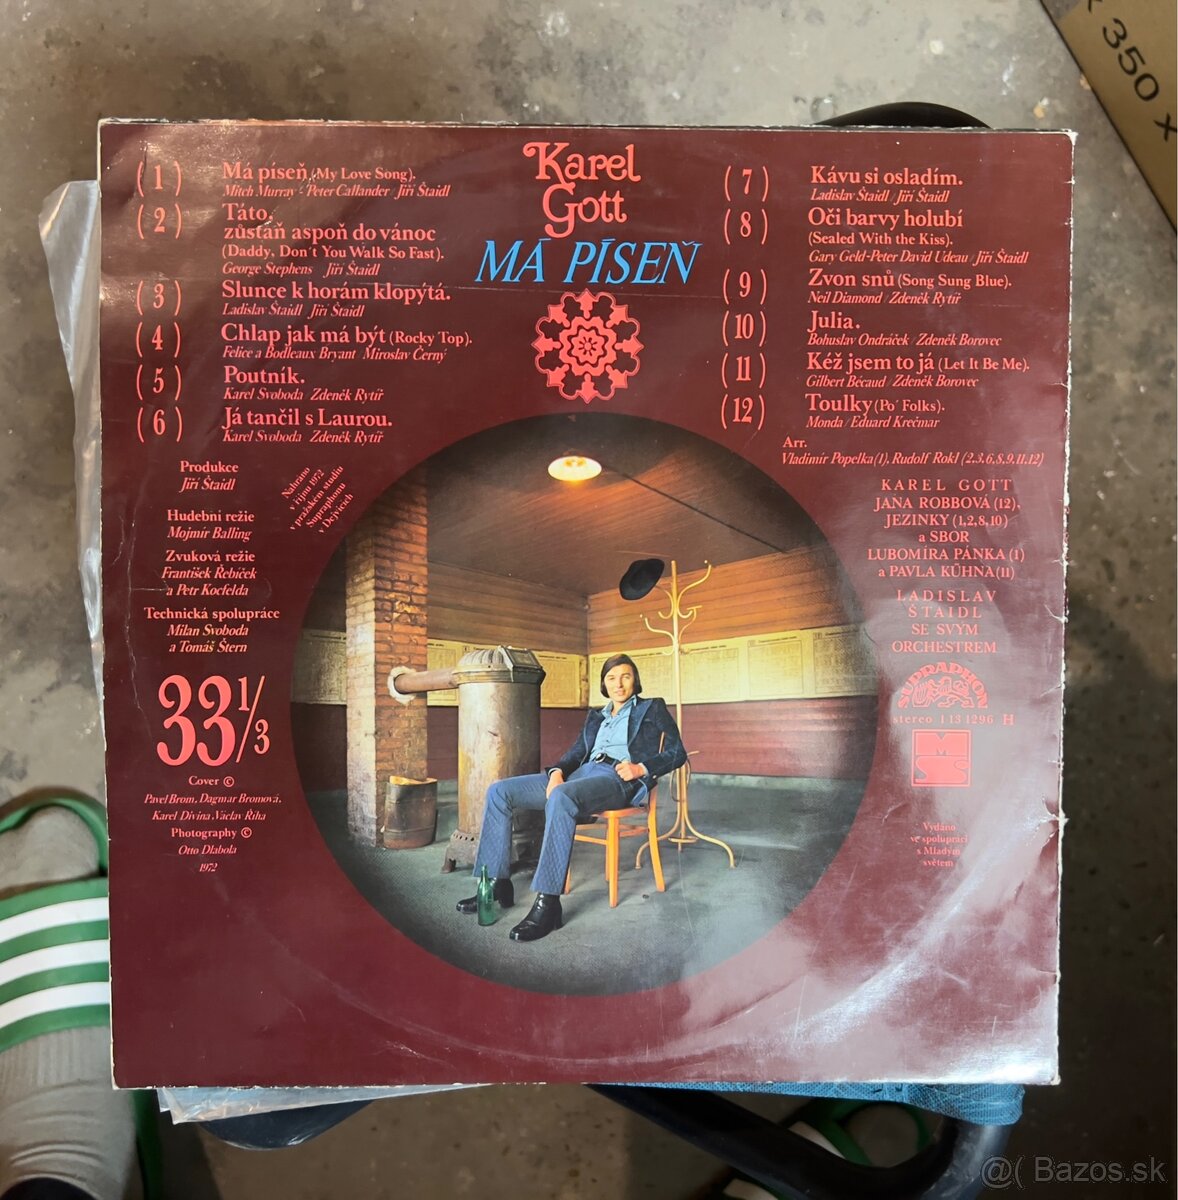 Karel
Gott
MÁ PÍSEŇ
(1) Má píseň (My Love Song).
Mitch Murray - Peter Callander / Jiří Štaidl
(2) Táto,
zůstaň aspoň do vánoc
(Daddy, Don't You Walk So Fast).
George Stephens Jiří Štaidl
(3) Slunce k horám klopýtá.
Ladislav Štaidl Jiří Štaidl
(4) Chlap jak má být (Rocky Top).
Felice a Bodleaux Bryant Miroslav Černý
(5) Poutník.
Karel Svoboda Zdeněk Rytíř
(6) Já tančil s Laurou.
Karel Svoboda Zdeněk Rytíř
(7) Kávu si osladím.
Ladislav Štaidl / Jiří Štaidl
(8) Oči barvy holubí
(Sealed With the Kiss).
Gary Geld-Peter David Udeau / Jiří Štaidl
(9) Zvon snů (Song Sung Blue).
Neil Diamond / Zdeněk Rytíř
(10) Julia.
Bohuslav Ondráček / Zdeněk Borovec
(11) Kéž jsem to já (Let It Be Me).
Gilbert Bécaud / Zdeněk Borovec
(12) Toulky (Po' Folks).
Monda / Eduard Krečmar
Arr.
Vladimír Popelka (1), Rudolf Rokl (2,3,6,8,9,11,12)
Produkce
Jiří Štaidl
Nahráno
v říjnu 1972
v pražském studiu
Supraphonu
v Dejvicích
Hudební režie
Mojmír Balling
Zvuková režie
František Řebíček
a Petr Kocfelda
Technická spolupráce
Milan Svoboda
a Tomáš Štern
33 1/3
Cover ©
Pavel Brom, Dagmar Bromová,
Karel Divina, Václav Říha
Photography ©
Otto Dlabola
1972
KAREL GOTT
JANA ROBBOVÁ (12),
JEZINKY (1,2,8,10)
a SBOR
LUBOMÍRA PÁNKA (1)
a PAVLA KÜHNA (11)
LADISLAV
ŠTAIDL
SE SVÝM
ORCHESTREM
SUPRAPHON
stereo 1 13 1296 H
M
S S
Vydáno
ve spolupráci
s Mladým
světem
350 x
@( Bazos.sk